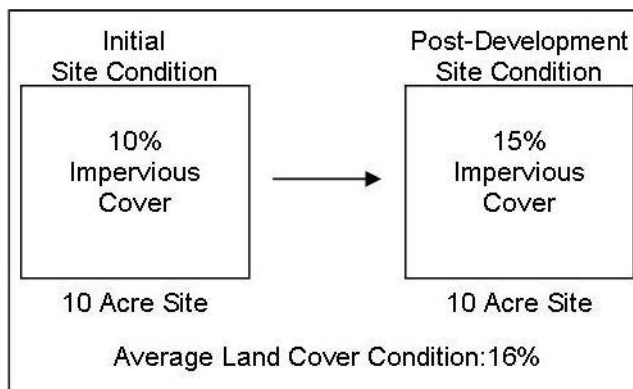 Initial
Site Condition
10%
Impervious
Cover
10 Acre Site
Post-Development
Site Condition
15%
Impervious
Cover
10 Acre Site
Average Land Cover Condition:16%